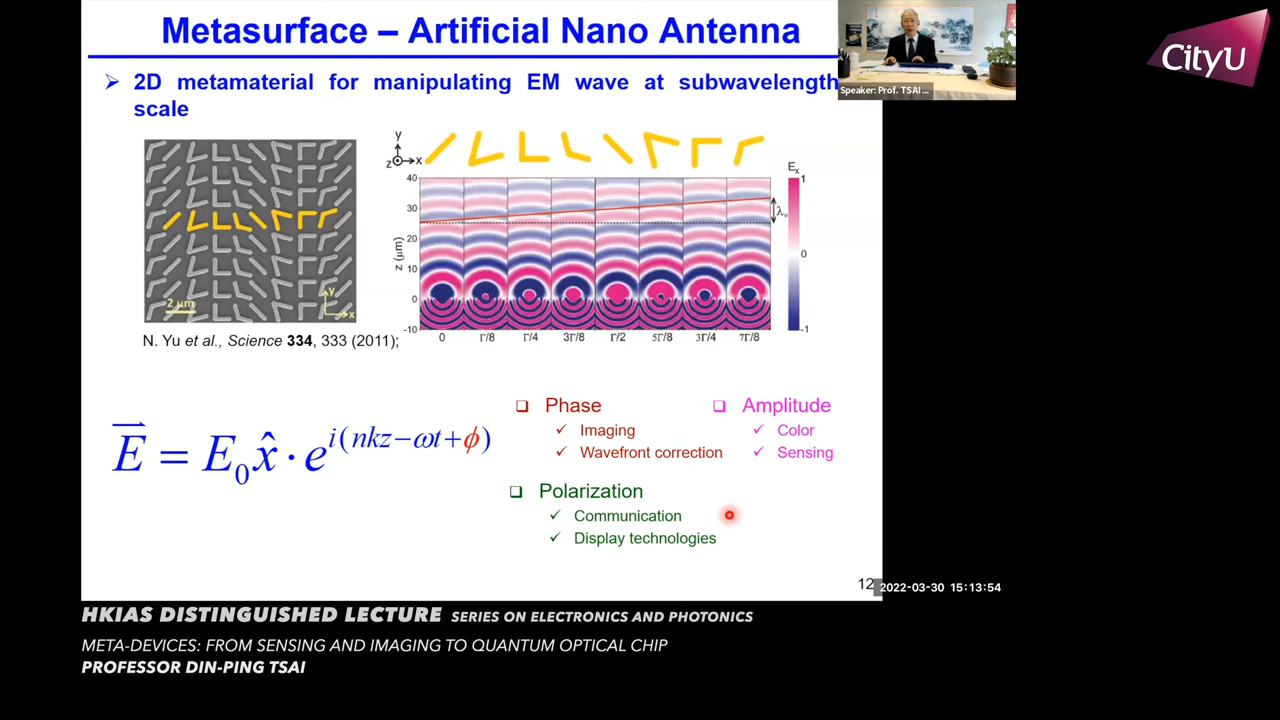 Metasurface – Artificial Nano Antenna
CityU
Speaker: Prof. TSAI ...
➢ 2D metamaterial for manipulating EM wave at subwavelength
scale
2 μm
y
x
y
z
x
40
30
20
10
0
-10
z (μm)
0
Γ/8
Γ/4
3Γ/8
Γ/2
5Γ/8
3Γ/4
7Γ/8
λ₀
Eₓ
1
0
-1
N. Yu et al., Science 334, 333 (2011);
E = E₀x̂ · e^{i(nkz−ωt+ϕ)}
❑ Phase
✓ Imaging
✓ Wavefront correction
❑ Amplitude
✓ Color
✓ Sensing
❑ Polarization
✓ Communication
✓ Display technologies
12
2022-03-30 15:13:54
HKIAS DISTINGUISHED LECTURE SERIES ON ELECTRONICS AND PHOTONICS
META-DEVICES: FROM SENSING AND IMAGING TO QUANTUM OPTICAL CHIP
PROFESSOR DIN-PING TSAI